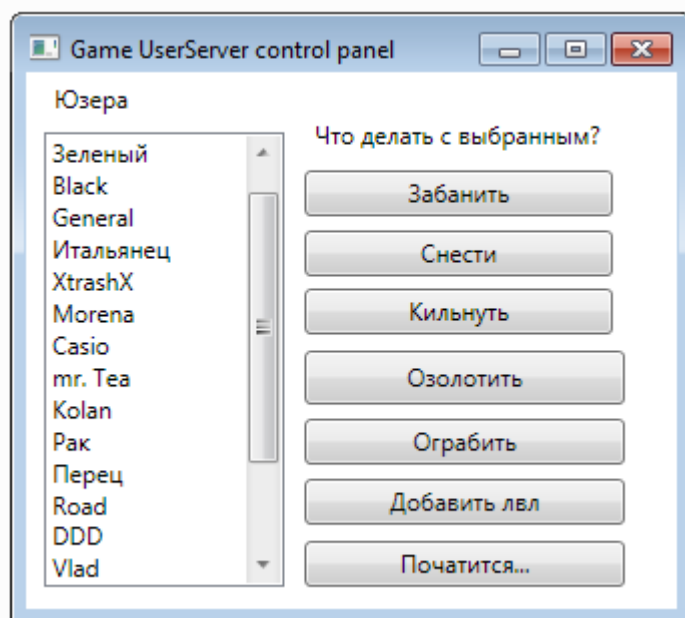 Game UserServer control panel
Юзера
Зеленый
Black
General
Итальянец
XtrashX
Morena
Casio
mr. Tea
Kolan
Рак
Перец
Road
DDD
Vlad
Что делать с выбранным?
Забанить
Снести
Кильнуть
Озолотить
Ограбить
Добавить лвл
Початится...